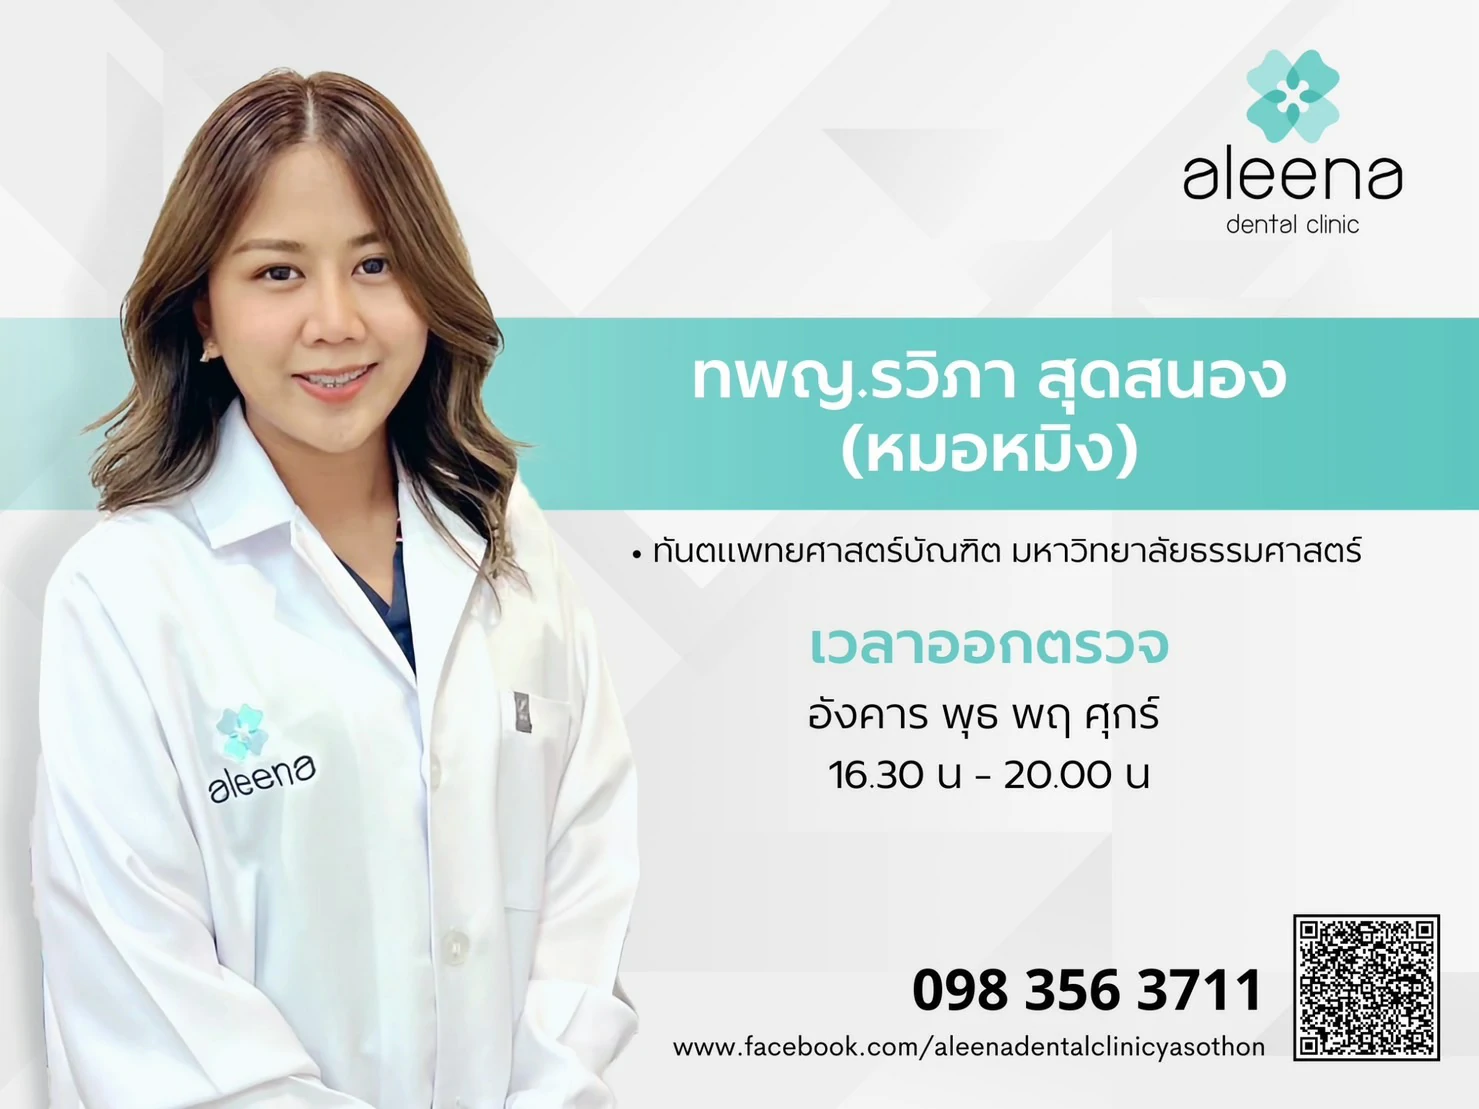 aleena
dental clinic
ทพญ.รวิภา สุดสนอง
(หมอหมิง)
• ทันตแพทยศาสตร์บัณฑิต มหาวิทยาลัยธรรมศาสตร์
เวลาออกตรวจ
อังคาร พุธ พฤ ศุกร์
16.30 น - 20.00 น
aleena
098 356 3711
www.facebook.com/aleenadentalclinicyasothon